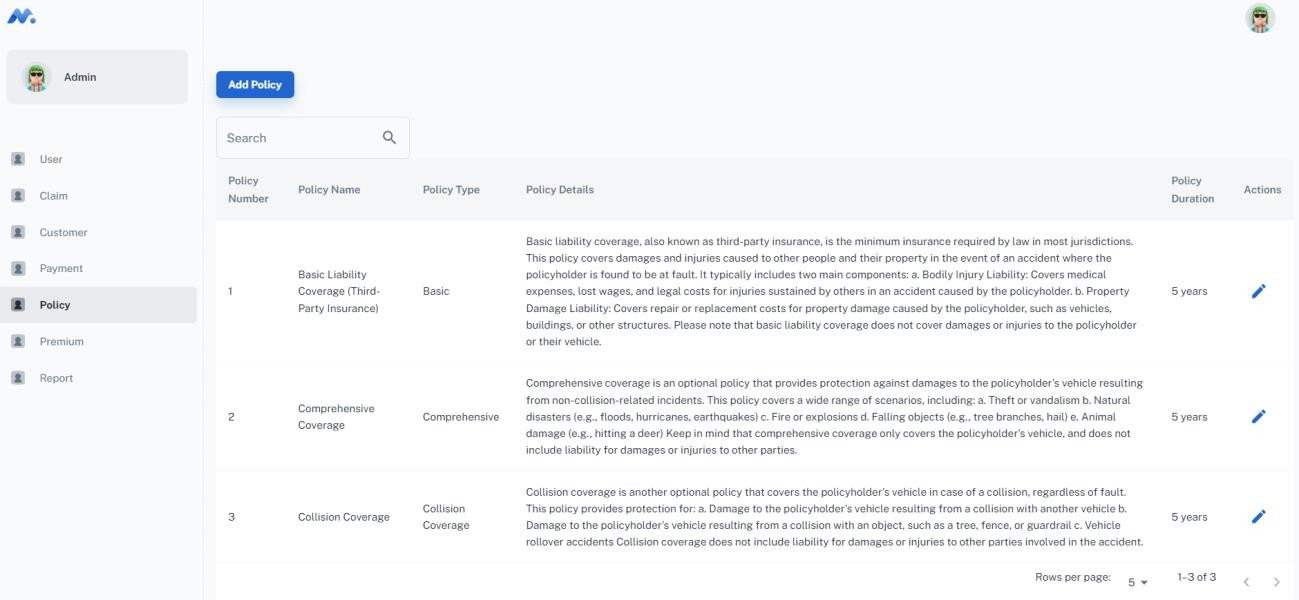 Admin
User
Claim
Customer
Payment
Policy
Premium
Report
Add Policy
Search
Policy
Number
Policy Name
Policy Type
Policy Details
Policy
Duration
Actions
1
Basic Liability
Coverage (Third-
Party Insurance)
Basic
Basic liability coverage, also known as third-party insurance, is the minimum insurance required by law in most jurisdictions.
This policy covers damages and injuries caused to other people and their property in the event of an accident where the
policyholder is found to be at fault. It typically includes two main components: a. Bodily Injury Liability: Covers medical
expenses, lost wages, and legal costs for injuries sustained by others in an accident caused by the policyholder. b. Property
Damage Liability: Covers repair or replacement costs for property damage caused by the policyholder, such as vehicles,
buildings, or other structures. Please note that basic liability coverage does not cover damages or injuries to the policyholder
or their vehicle.
5 years
2
Comprehensive
Coverage
Comprehensive
Comprehensive coverage is an optional policy that provides protection against damages to the policyholder's vehicle resulting
from non-collision-related incidents. This policy covers a wide range of scenarios, including: a. Theft or vandalism b. Natural
disasters (e.g., floods, hurricanes, earthquakes) c. Fire or explosions d. Falling objects (e.g., tree branches, hail) e. Animal
damage (e.g., hitting a deer) Keep in mind that comprehensive coverage only covers the policyholder's vehicle, and does not
include liability for damages or injuries to other parties.
5 years
3
Collision Coverage
Collision
Coverage
Collision coverage is another optional policy that covers the policyholder's vehicle in case of a collision, regardless of fault.
This policy provides protection for: a. Damage to the policyholder's vehicle resulting from a collision with another vehicle b.
Damage to the policyholder's vehicle resulting from a collision with an object, such as a tree, fence, or guardrail c. Vehicle
rollover accidents Collision coverage does not include liability for damages or injuries to other parties involved in the accident.
5 years
Rows per page:
5
1–3 of 3